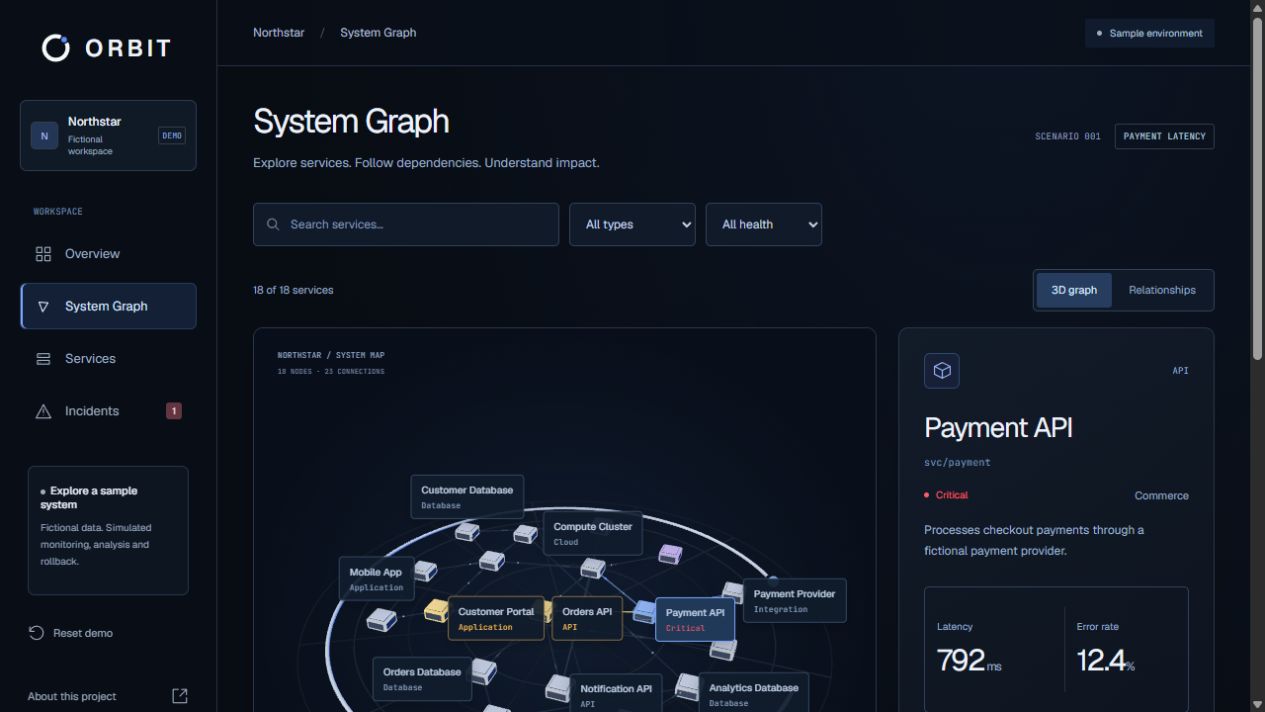 ORBIT
N
Northstar
Fictional
workspace
DEMO
WORKSPACE
Overview
System Graph
Services
Incidents
1
Explore a sample
system
Fictional data. Simulated
monitoring, analysis and
rollback.
Reset demo
About this project
Northstar / System Graph
Sample environment
System Graph
Explore services. Follow dependencies. Understand impact.
SCENARIO 001
PAYMENT LATENCY
Search services…
All types
All health
18 of 18 services
3D graph
Relationships
NORTHSTAR / SYSTEM MAP
18 NODES · 23 CONNECTIONS
Customer Database
Database
Compute Cluster
Cloud
Mobile App
Application
Payment Provider
Integration
Customer Portal
Application
Orders API
API
Payment API
Critical
Orders Database
Database
Notification API
API
Analytics Database
Database
API
Payment API
svc/payment
Critical
Commerce
Processes checkout payments through a
fictional payment provider.
Latency
792ms
Error rate
12.4%